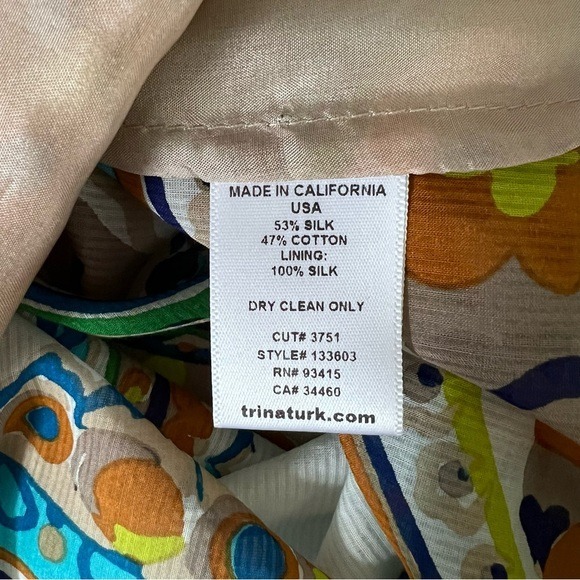 MADE IN CALIFORNIA
USA
53% SILK
47% COTTON
LINING:
100% SILK
DRY CLEAN ONLY
CUT# 3751
STYLE# 133603
RN# 93415
CA# 34460
trinaturk.com